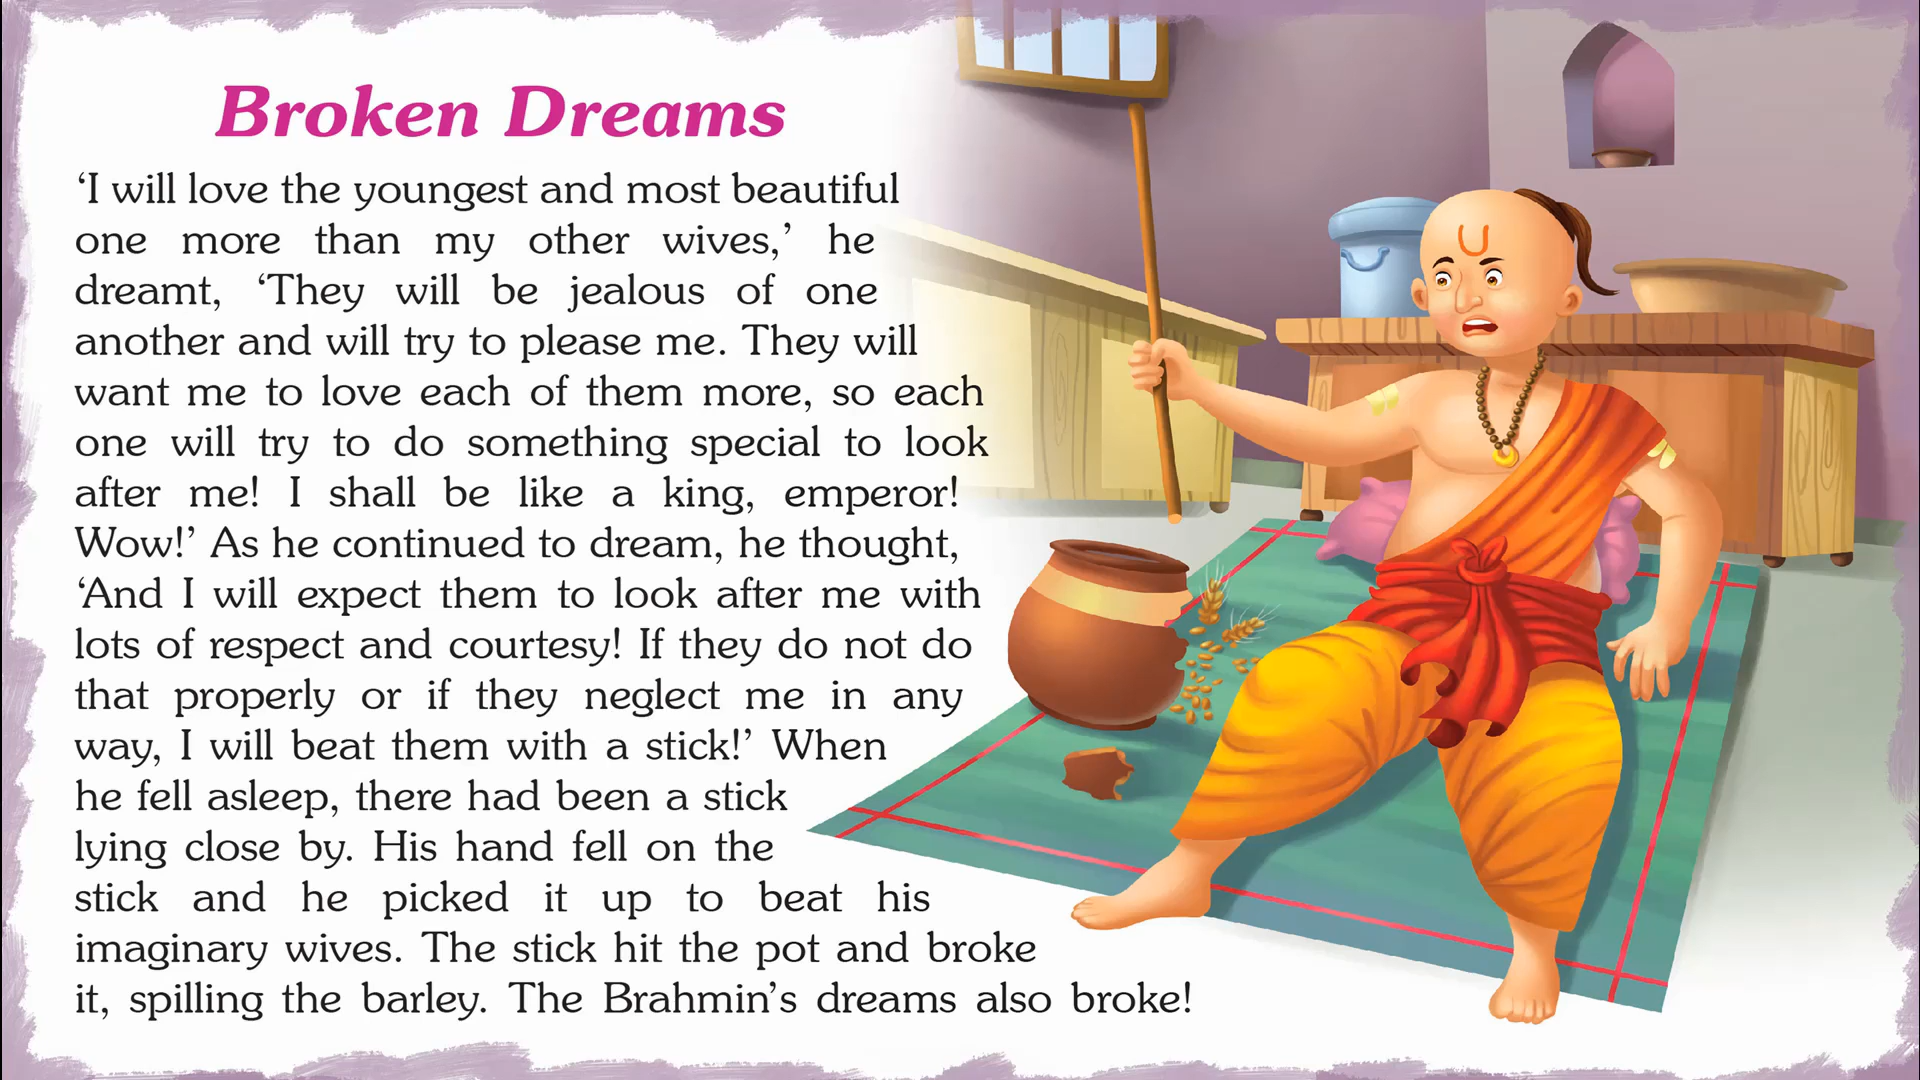 Broken Dreams
‘I will love the youngest and most beautiful
one more than my other wives,’ he
dreamt, ‘They will be jealous of one
another and will try to please me. They will
want me to love each of them more, so each
one will try to do something special to look
after me! I shall be like a king, emperor!
Wow!’ As he continued to dream, he thought,
‘And I will expect them to look after me with
lots of respect and courtesy! If they do not do
that properly or if they neglect me in any
way, I will beat them with a stick!’ When
he fell asleep, there had been a stick
lying close by. His hand fell on the
stick and he picked it up to beat his
imaginary wives. The stick hit the pot and broke
it, spilling the barley. The Brahmin’s dreams also broke!